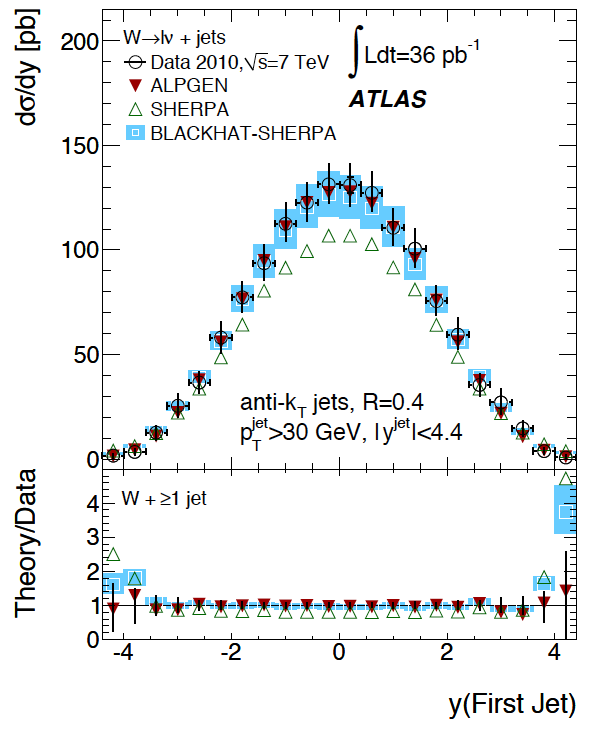 dσ/dy [pb]
200
150
100
50
0
W→lν + jets
Data 2010,√s=7 TeV
ALPGEN
SHERPA
BLACKHAT-SHERPA
∫Ldt=36 pb⁻¹
ATLAS
anti-k_T jets, R=0.4
p_T^jet>30 GeV, |y^jet|<4.4
Theory/Data
W + ≥1 jet
4
3
2
1
0
-4 -2 0 2 4
y(First Jet)